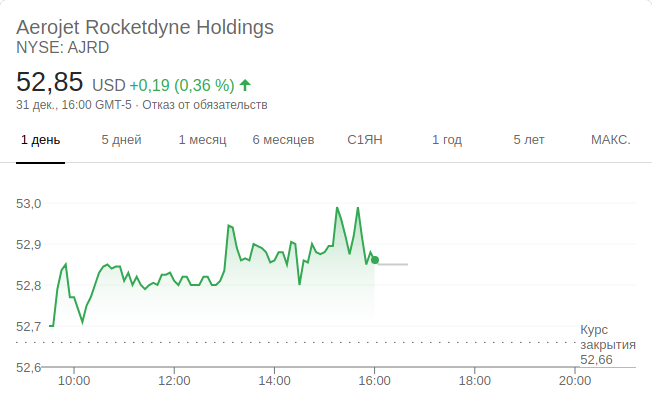 Aerojet Rocketdyne Holdings
NYSE: AJRD
52,85 USD +0,19 (0,36 %)
31 дек., 16:00 GMT-5 · Отказ от обязательств
1 день 5 дней 1 месяц 6 месяцев С1ЯН 1 год 5 лет МАКС.
53,0
52,9
52,8
52,7
Курс
закрытия
52,66
52,6
10:00 12:00 14:00 16:00 18:00 20:00